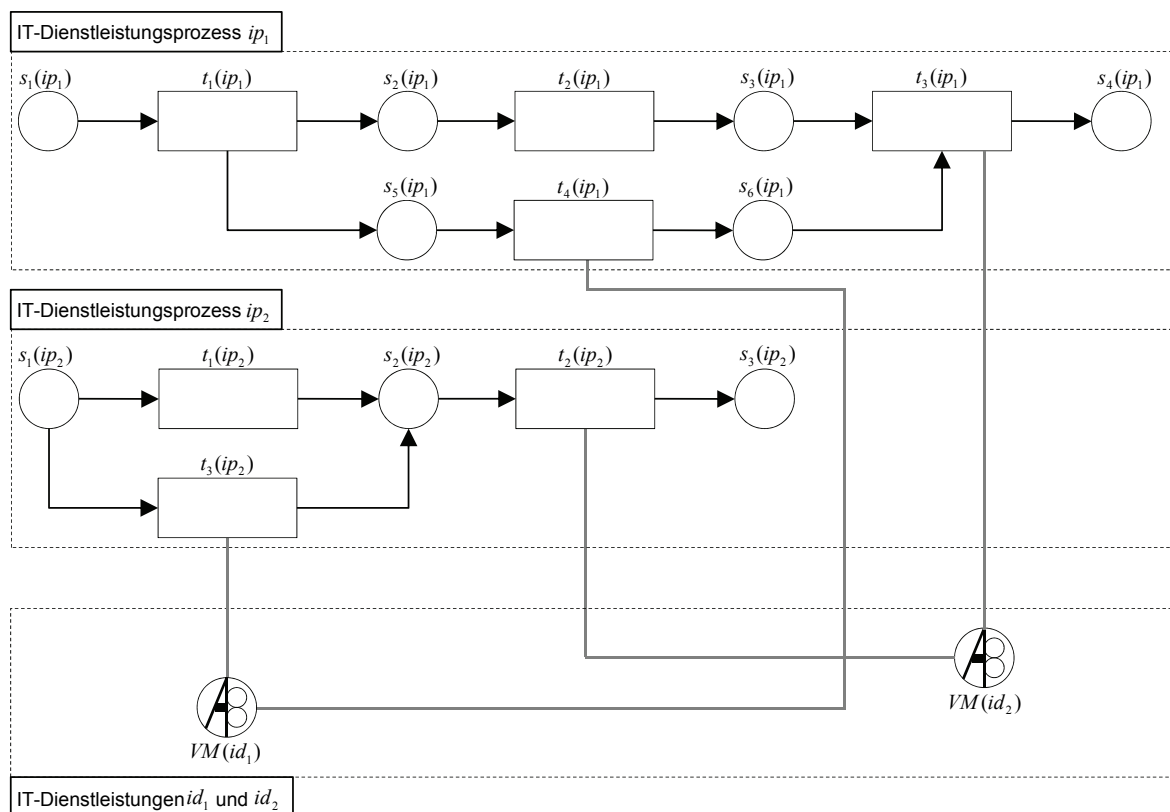 IT-Dienstleistungsprozess ip₁
s₁(ip₁) t₁(ip₁) s₂(ip₁) t₂(ip₁) s₃(ip₁) t₃(ip₁) s₄(ip₁)
s₅(ip₁) t₄(ip₁) s₆(ip₁)
IT-Dienstleistungsprozess ip₂
s₁(ip₂) t₁(ip₂) s₂(ip₂) t₂(ip₂) s₃(ip₂)
t₃(ip₂)
VM(id₂)
VM(id₁)
IT-Dienstleistungen id₁ und id₂